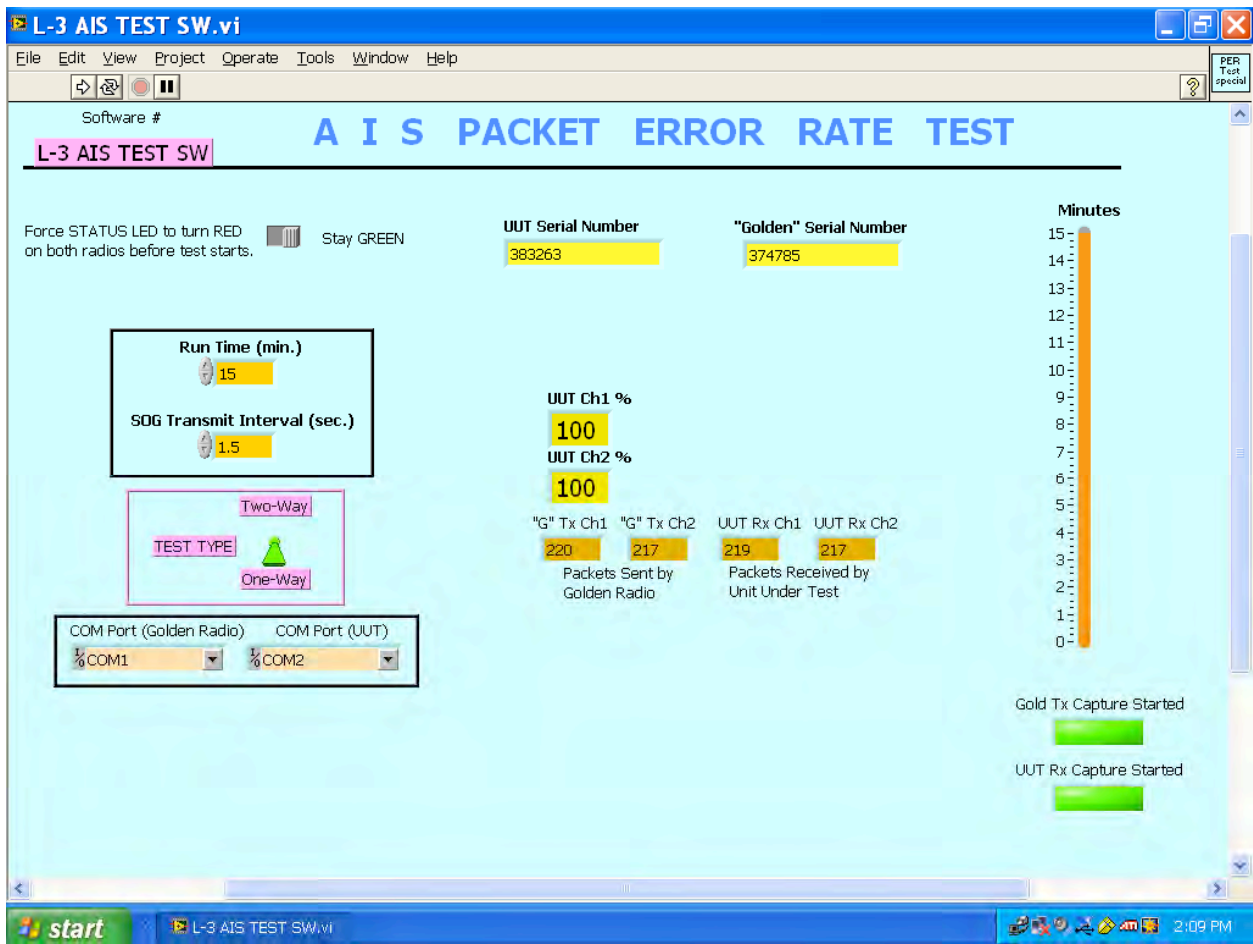 L-3 AIS TEST SW.vi
File Edit View Project Operate Tools Window Help
PER
Test
special
?
Software #
L-3 AIS TEST SW
A I S PACKET ERROR RATE TEST
Force STATUS LED to turn RED
on both radios before test starts.
Stay GREEN
UUT Serial Number
383263
"Golden" Serial Number
374785
Minutes
15
14
13
12
11
10
9
8
7
6
5
4
3
2
1
0
Run Time (min.)
15
SOG Transmit Interval (sec.)
1.5
UUT Ch1 %
100
UUT Ch2 %
100
Two-Way
TEST TYPE
One-Way
"G" Tx Ch1 "G" Tx Ch2 UUT Rx Ch1 UUT Rx Ch2
220 217 219 217
Packets Sent by
Golden Radio
Packets Received by
Unit Under Test
COM Port (Golden Radio) COM Port (UUT)
I/O COM1 I/O COM2
Gold Tx Capture Started
UUT Rx Capture Started
start
L-3 AIS TEST SW.vi
2:09 PM